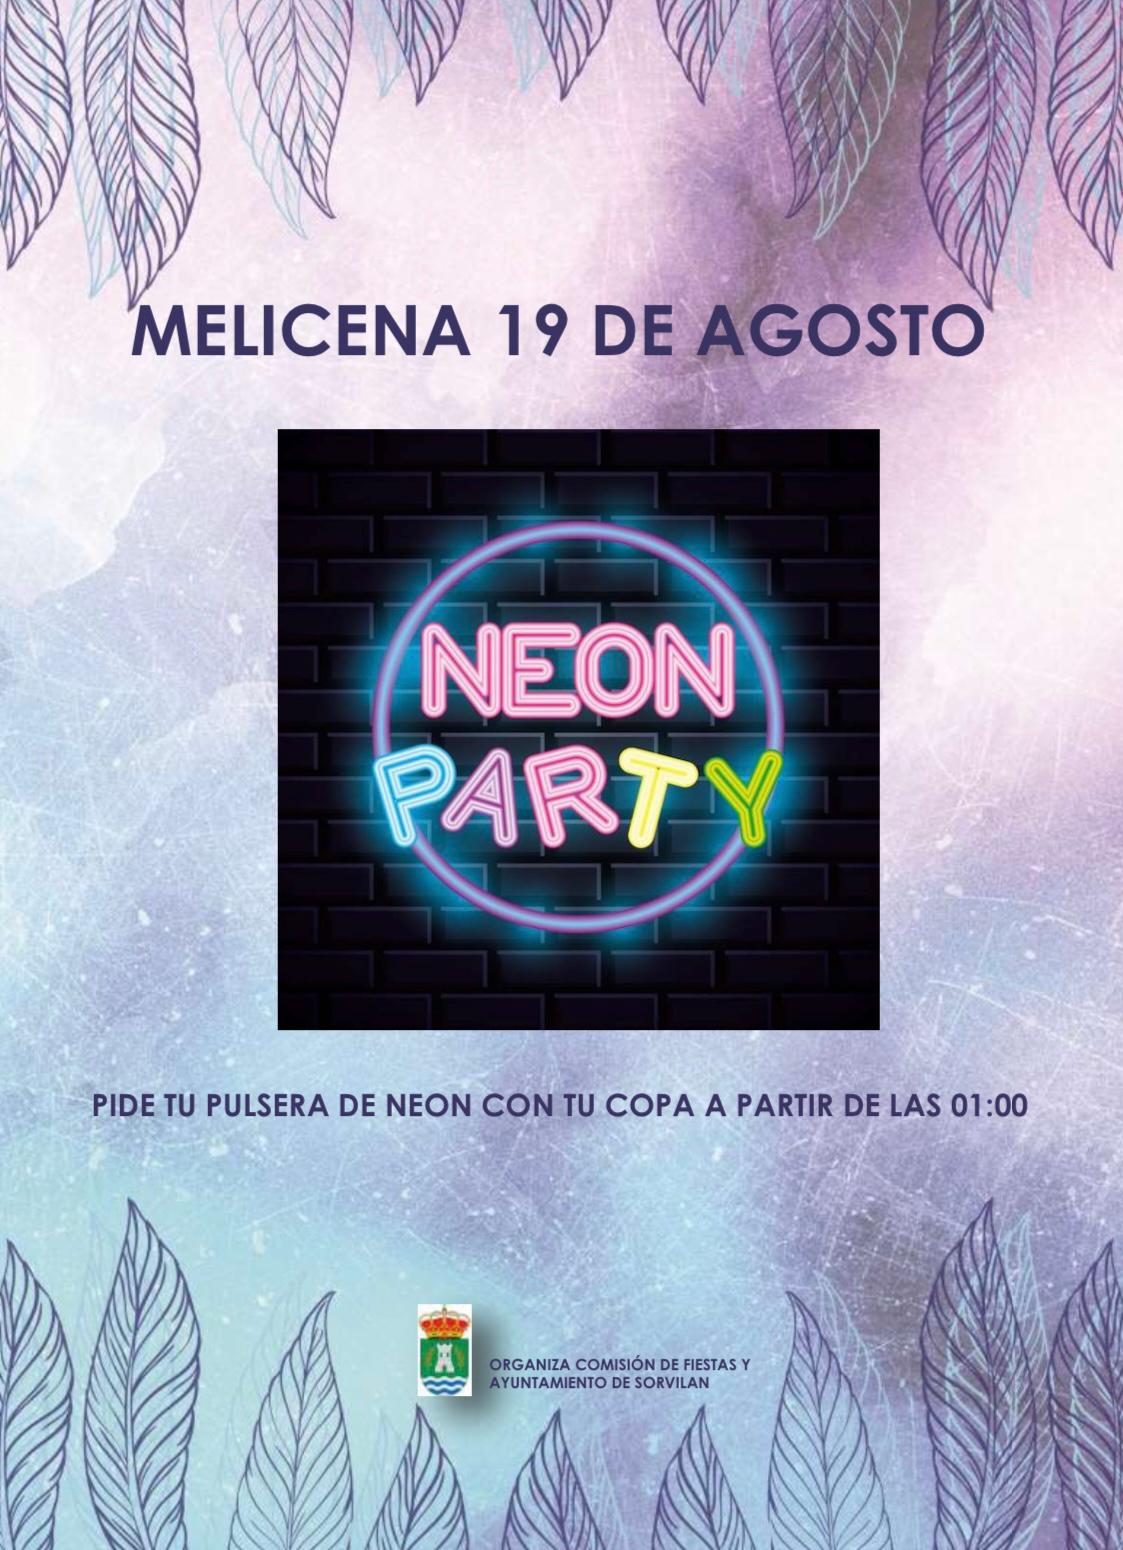 MELICENA 19 DE AGOSTO
NEON
PARTY
PIDE TU PULSERA DE NEON CON TU COPA A PARTIR DE LAS 01:00
ORGANIZA COMISIÓN DE FIESTAS Y
AYUNTAMIENTO DE SORVILAN